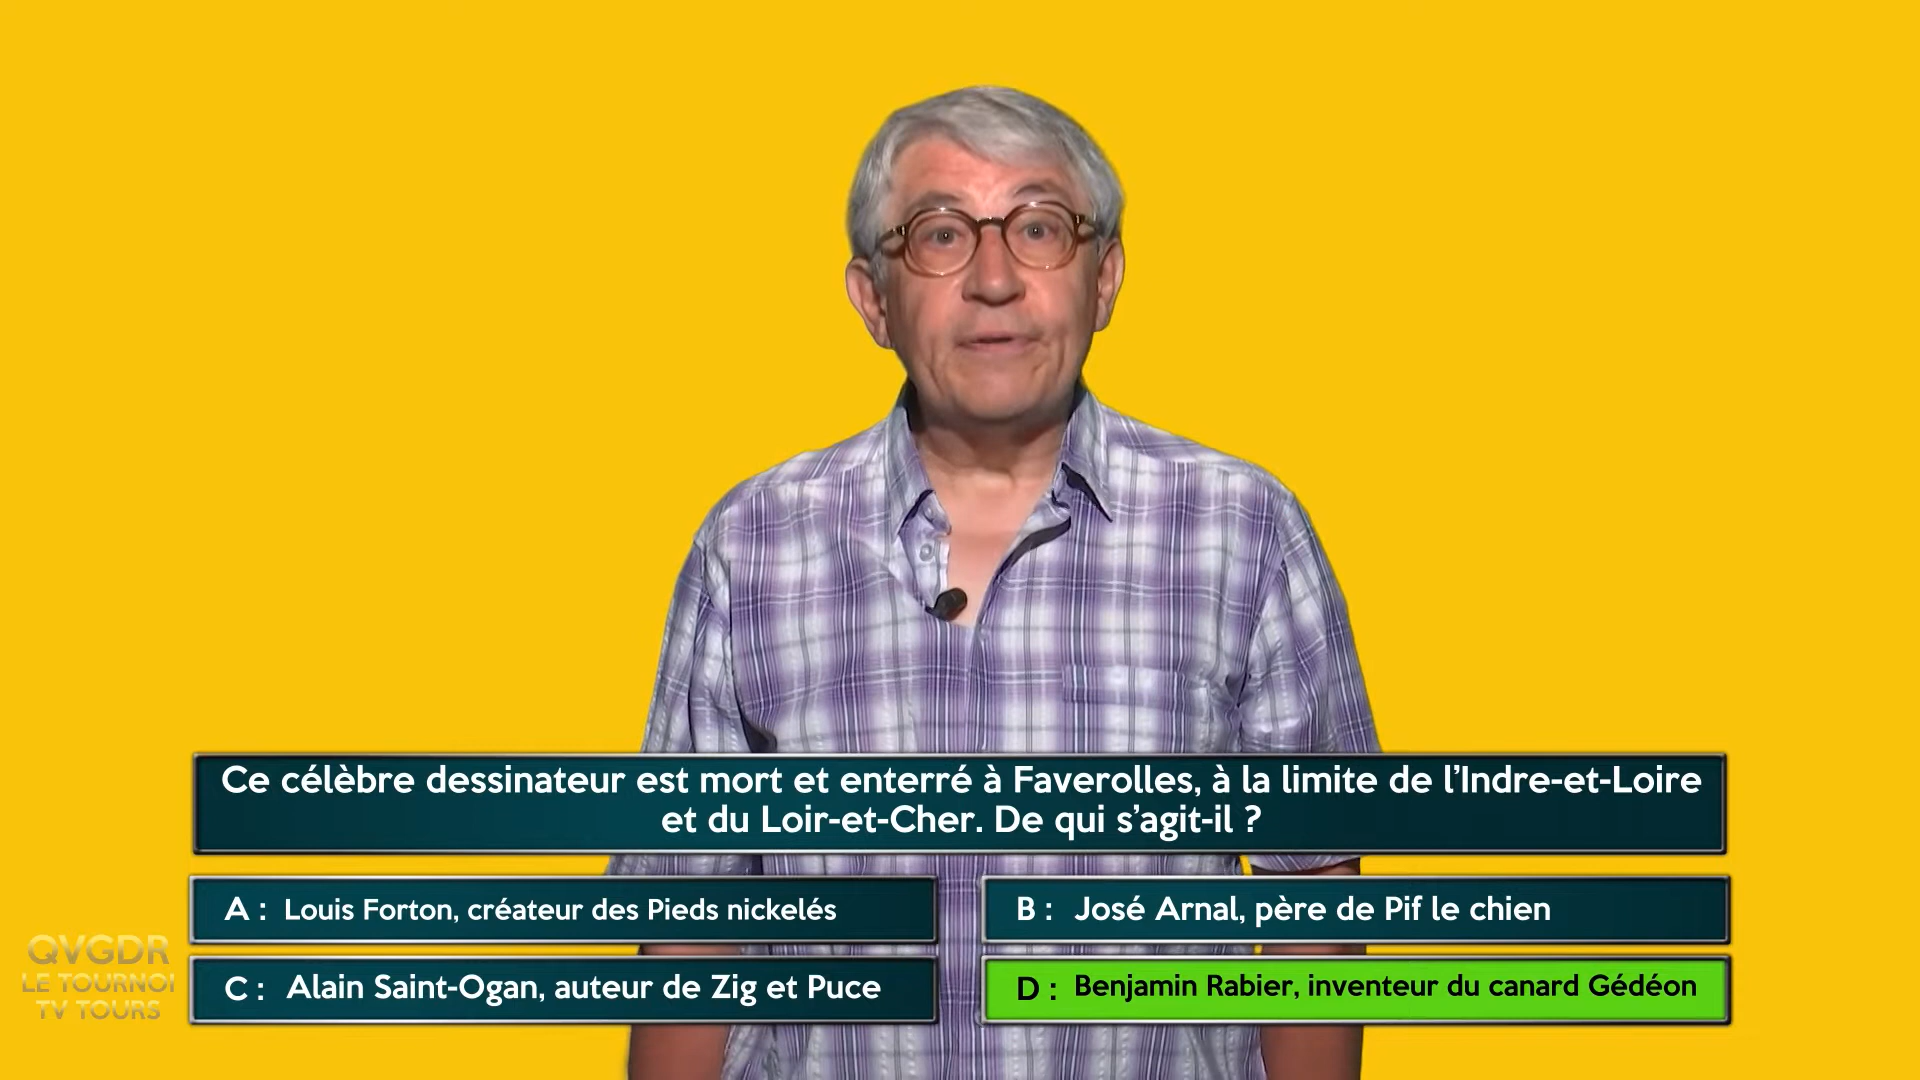 Ce célèbre dessinateur est mort et enterré à Faverolles, à la limite de l'Indre-et-Loire
et du Loir-et-Cher. De qui s'agit-il ?
A : Louis Forton, créateur des Pieds nickelés
B : José Arnal, père de Pif le chien
C : Alain Saint-Ogan, auteur de Zig et Puce
D : Benjamin Rabier, inventeur du canard Gédéon
QVGDR
LE TOURNOI
TV TOURS